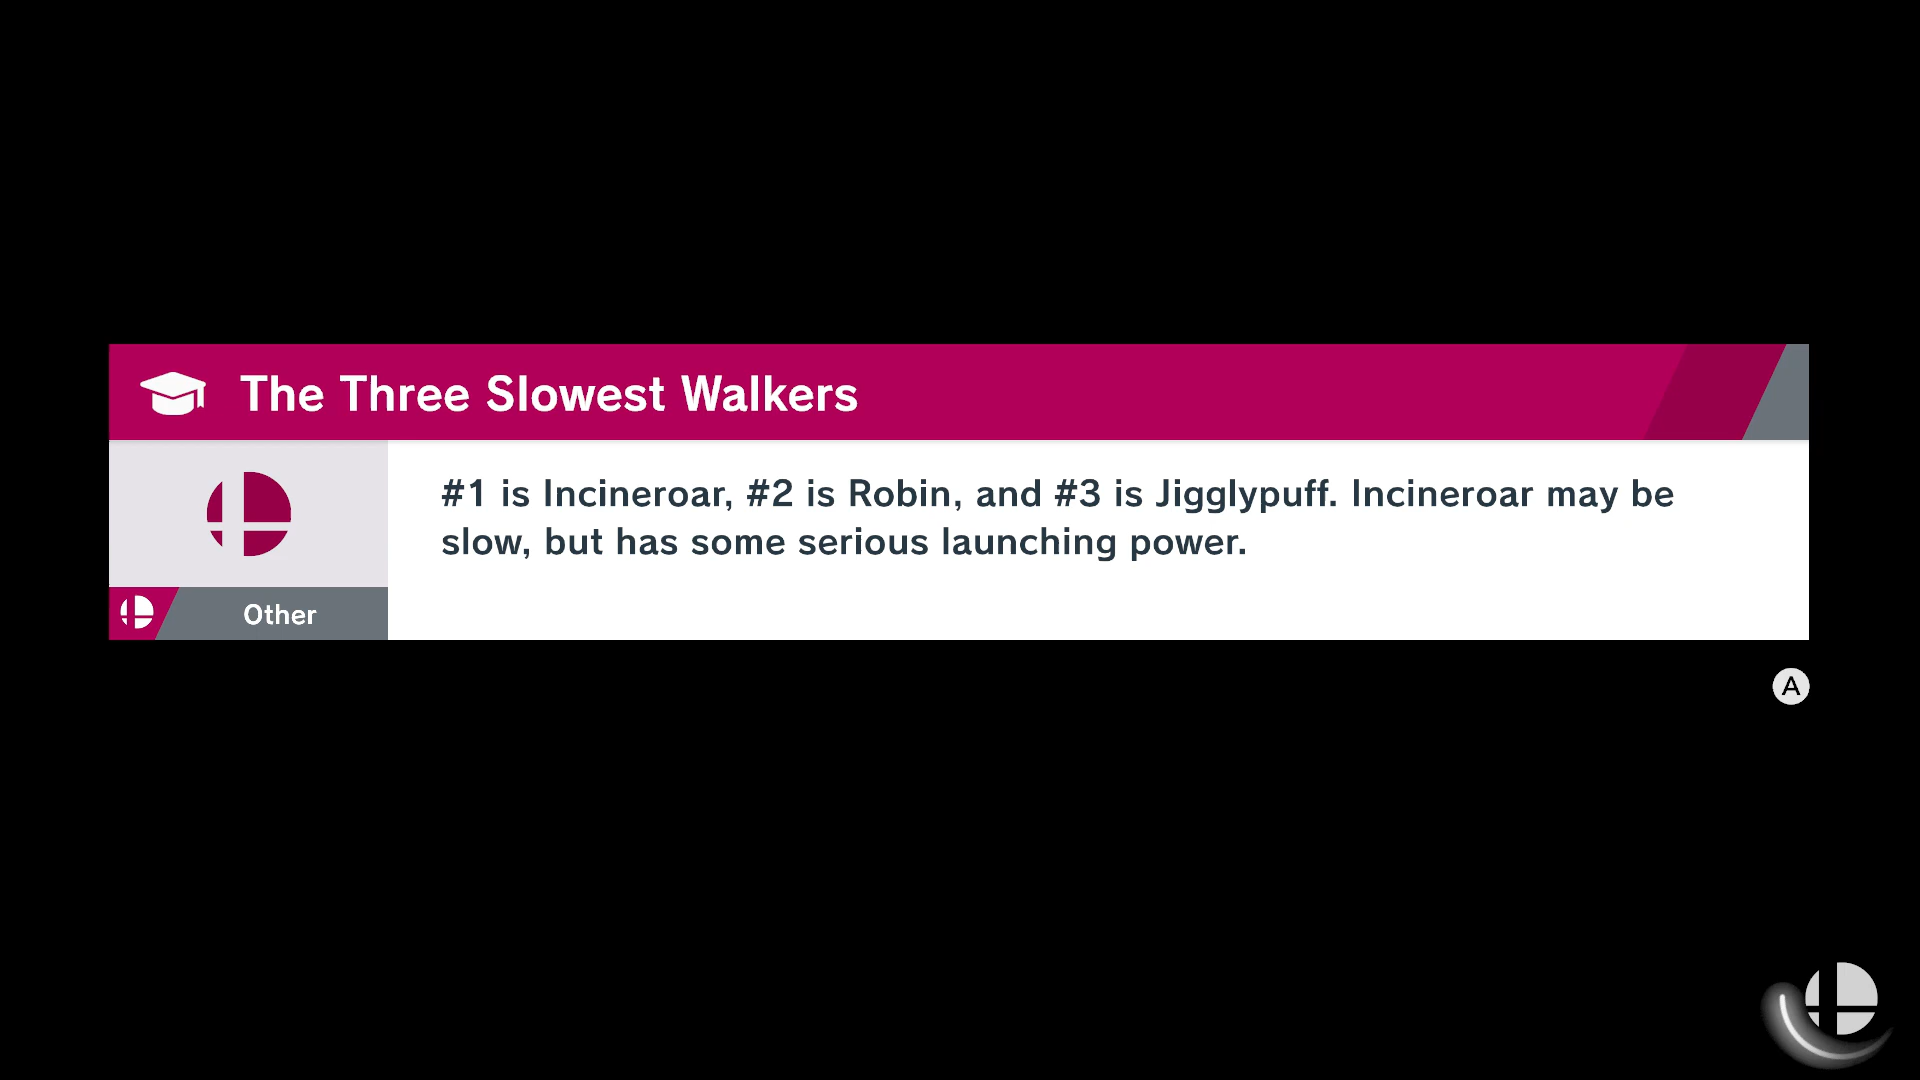 The Three Slowest Walkers
#1 is Incineroar, #2 is Robin, and #3 is Jigglypuff. Incineroar may be
slow, but has some serious launching power.
Other
A